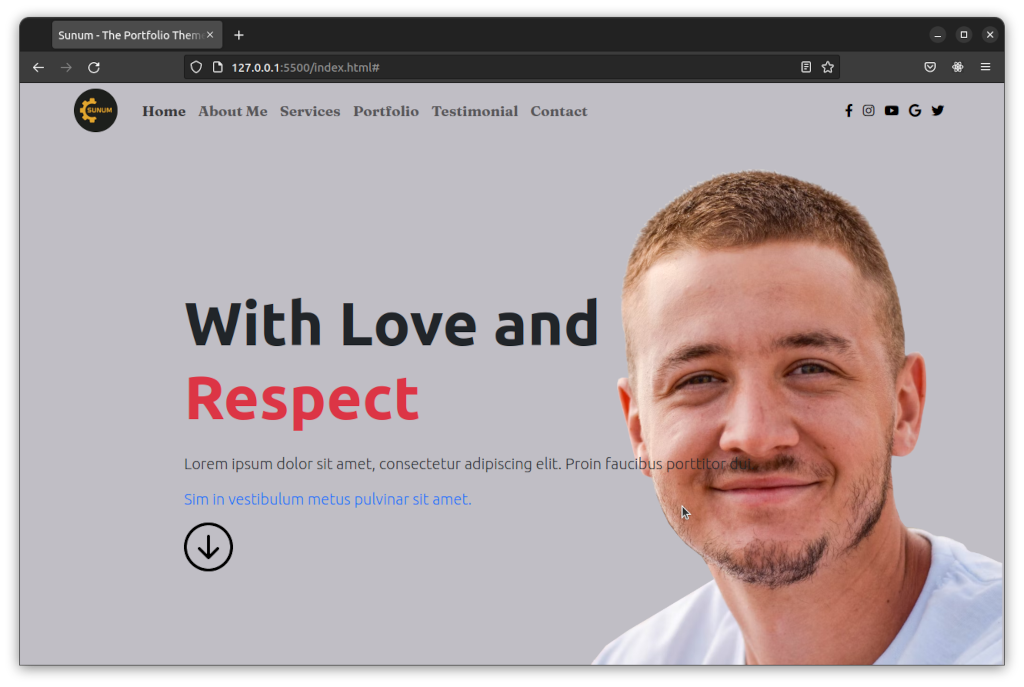 Sunum - The Portfolio Theme
127.0.0.1:5500/index.html#
SUNUM
Home About Me Services Portfolio Testimonial Contact
With Love and
Respect
Lorem ipsum dolor sit amet, consectetur adipiscing elit. Proin faucibus porttitor dui.
Sim in vestibulum metus pulvinar sit amet.